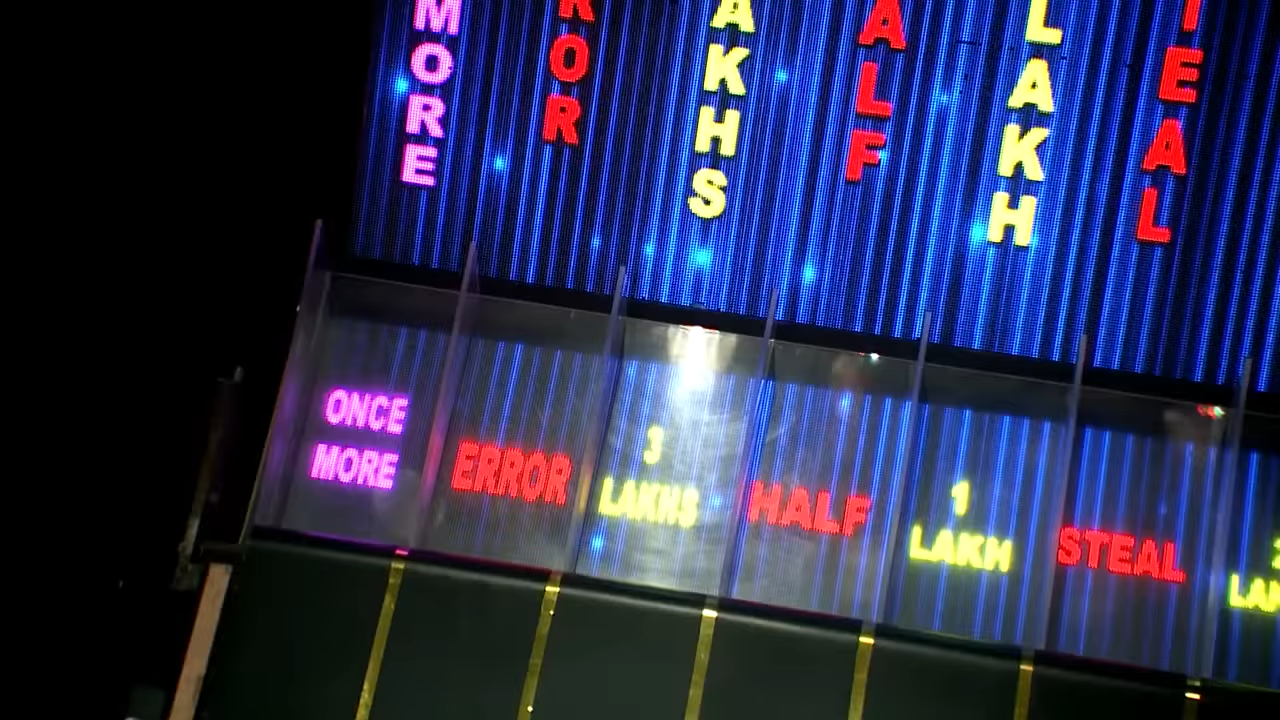 MORE
ROR
AKHS
ALF
LAKH
TEAL
ONCE
MORE
ERROR
3
LAKHS
HALF
1
LAKH
STEAL